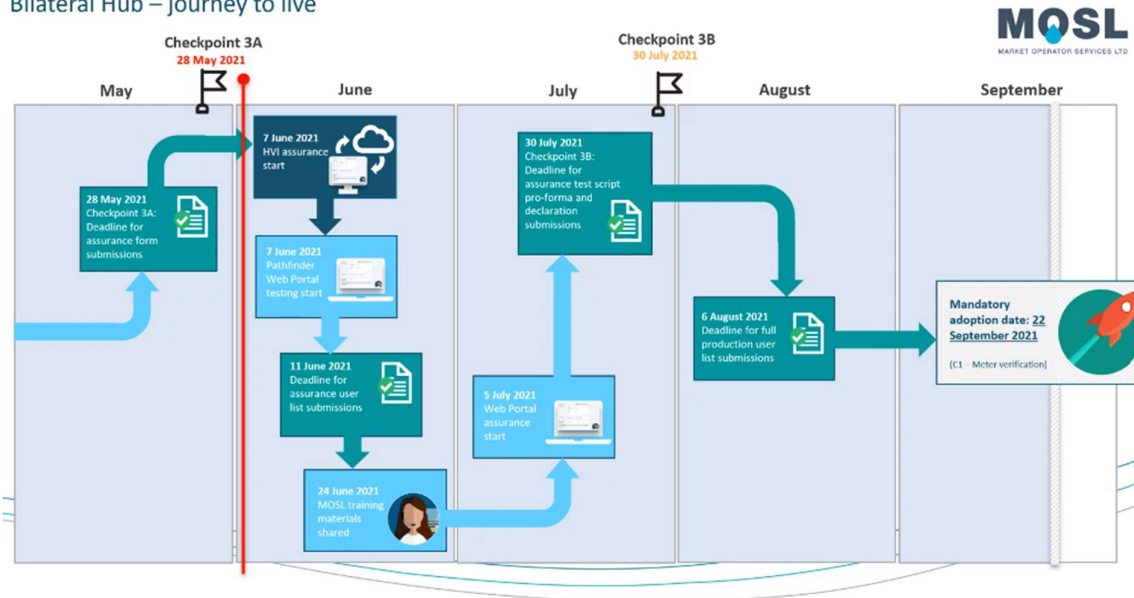 Bilateral Hub – journey to live
MOSL
MARKET OPERATOR SERVICES LTD
Checkpoint 3A
28 May 2021
Checkpoint 3B
30 July 2021
May
June
July
August
September
28 May 2021
Checkpoint 3A:
Deadline for
assurance form
submissions
7 June 2021
HVI assurance
start
7 June 2021
Pathfinder
Web Portal
testing start
11 June 2021
Deadline for
assurance user
list submissions
24 June 2021
MOSL training
materials
shared
5 July 2021
Web Portal
assurance
start
30 July 2021
Checkpoint 3B:
Deadline for
assurance test script
pro-forma and
declaration
submissions
6 August 2021
Deadline for full
production user
list submissions
Mandatory
adoption date: 22
September 2021
(C1 – Meter verification)